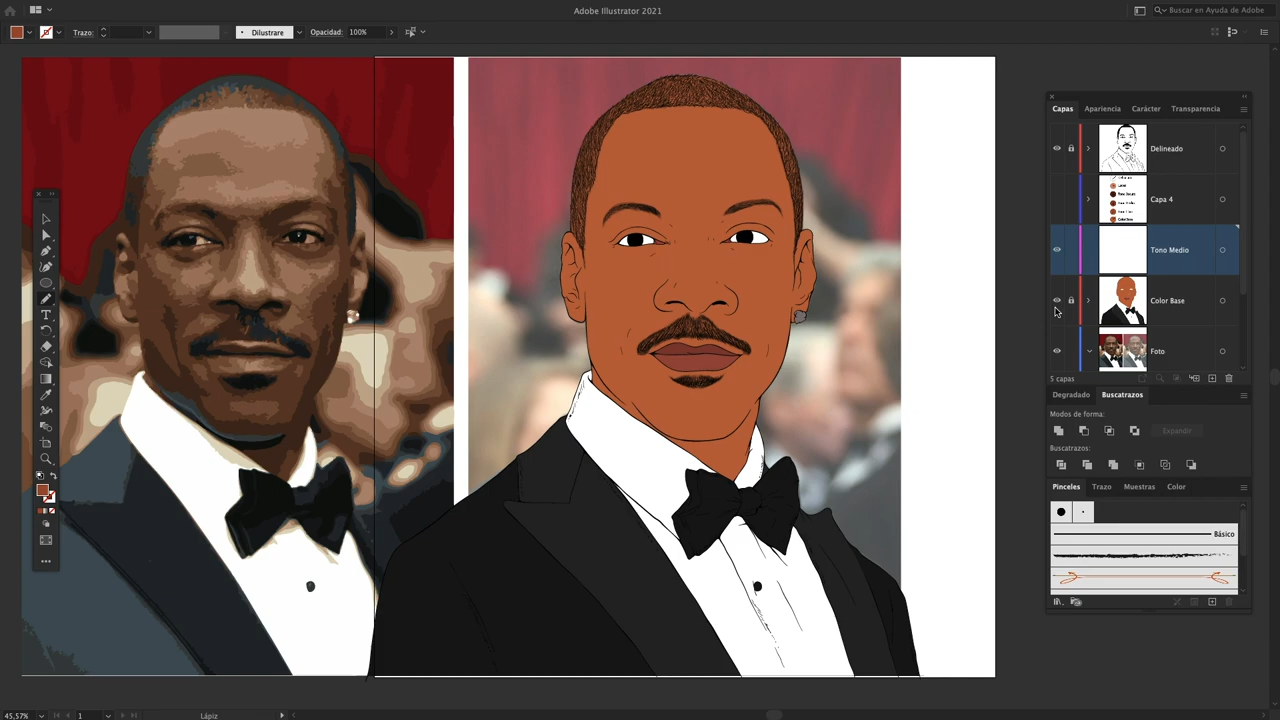 Adobe Illustrator 2021
Buscar en Ayuda de Adobe
Trazo:
Dilustrare
Opacidad: 100%
Capas Apariencia Carácter Transparencia
Delineado
Capa 4
Tono Medio
Color Base
Foto
5 capas
Degradado Buscatrazos
Modos de forma:
Expandir
Buscatrazos:
Pinceles Trazo Muestras Color
Básico
45,57% 1 Lápiz